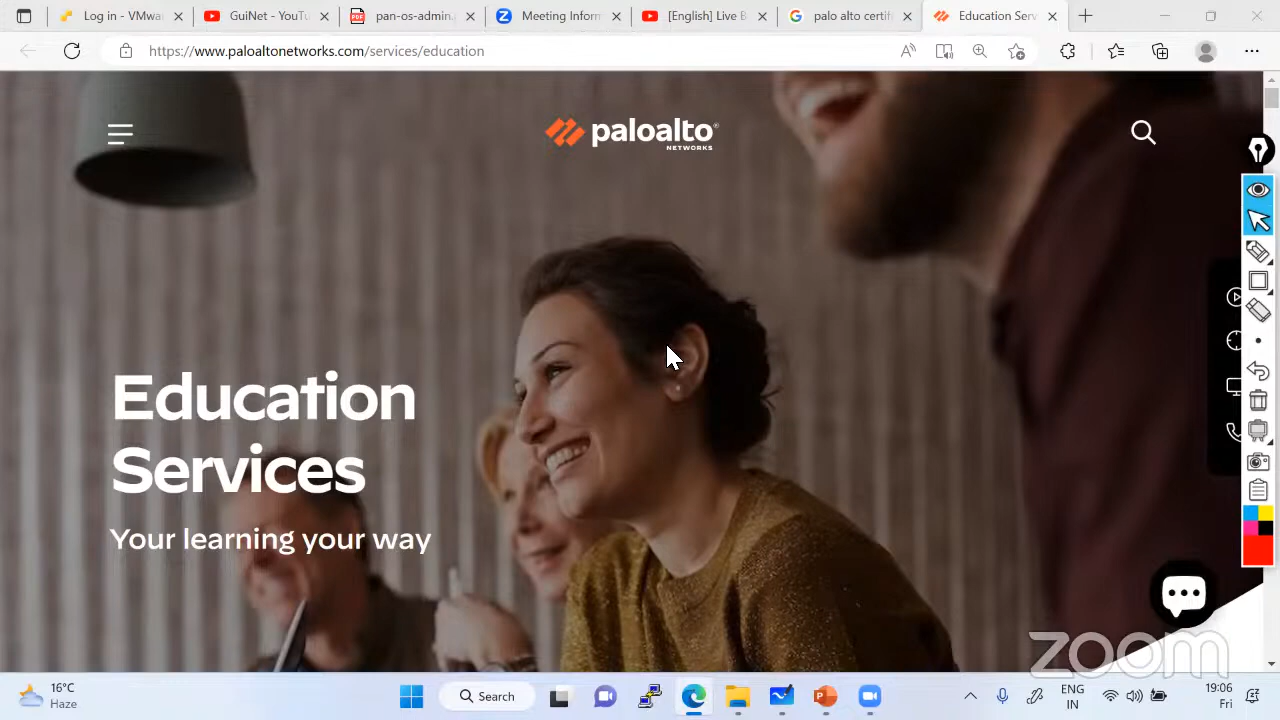 Log in – VMwa
GuiNet - YouTu
PDF
pan-os-admin.
Meeting Inform
[English] Live B
palo alto certif
Education Serv
https://www.paloaltonetworks.com/services/education
paloalto®
NETWORKS
Education
Services
Your learning your way
zoom
16°C
Haze
Search
ENG
IN
19:06
Fri